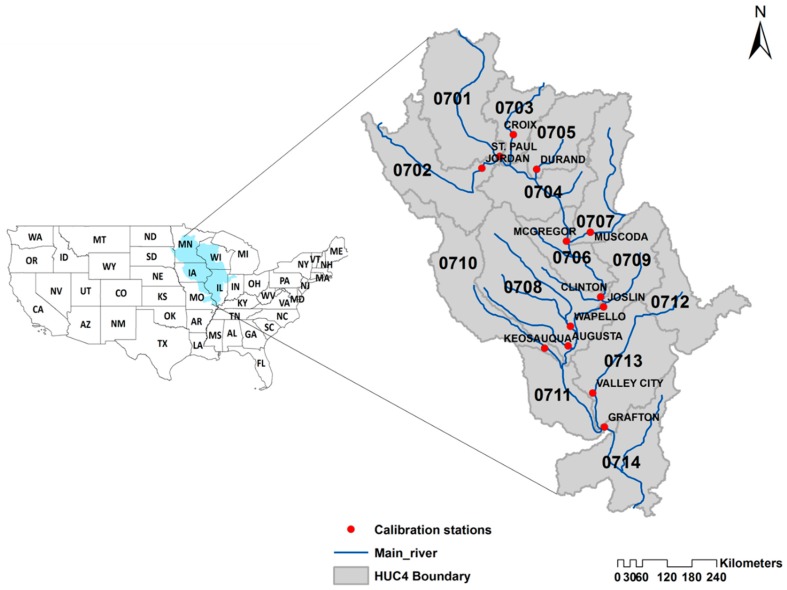 N
0701
0703
CROIX
0705
ST. PAUL
JORDAN
DURAND
0702
0704
0707
MCGREGOR
MUSCODA
0706
0710
0709
0708
CLINTON
JOSLIN
0712
WAPELLO
KEOSAUQUA
AUGUSTA
0713
VALLEY CITY
0711
GRAFTON
0714
WA
MT
ND
MN
ME
OR
ID
SD
WI
MI
VT
NH
NY
MA
WY
NE
IA
PA
NJ
NV
UT
CO
IL
IN
OH
MD
WV
VA
KS
MO
KY
CA
NC
TN
AZ
NM
OK
AR
SC
MS
AL
GA
TX
LA
FL
Calibration stations
Main_river
HUC4 Boundary
Kilometers
0 30 60 120 180 240